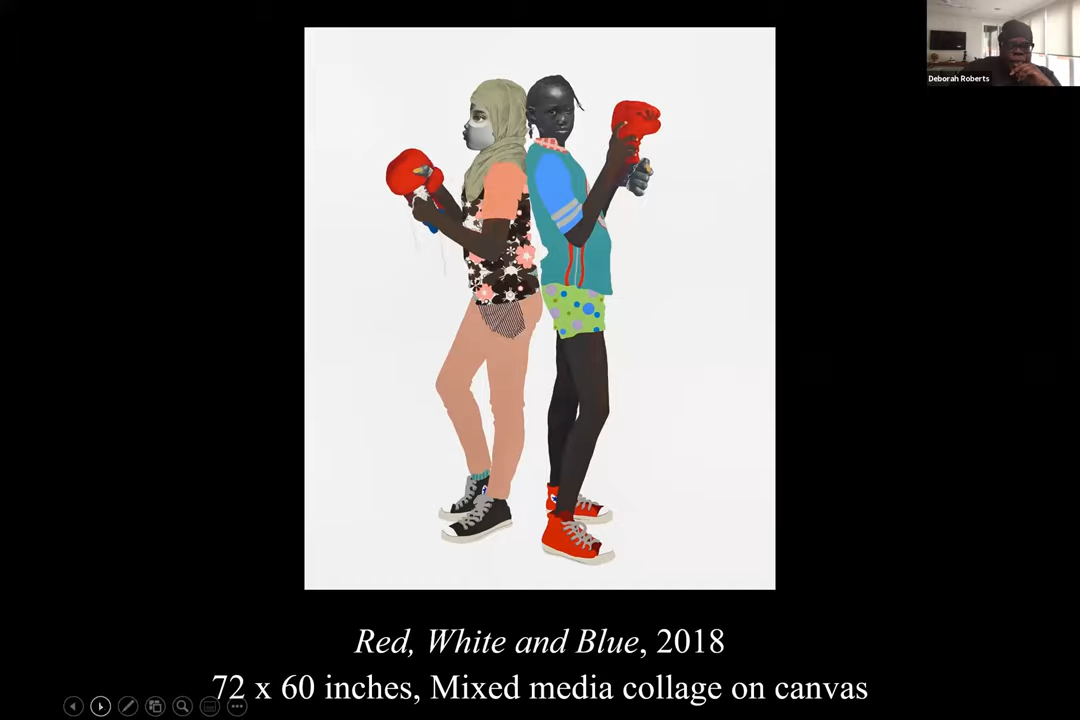 Deborah Roberts
Red, White and Blue, 2018
72 x 60 inches, Mixed media collage on canvas